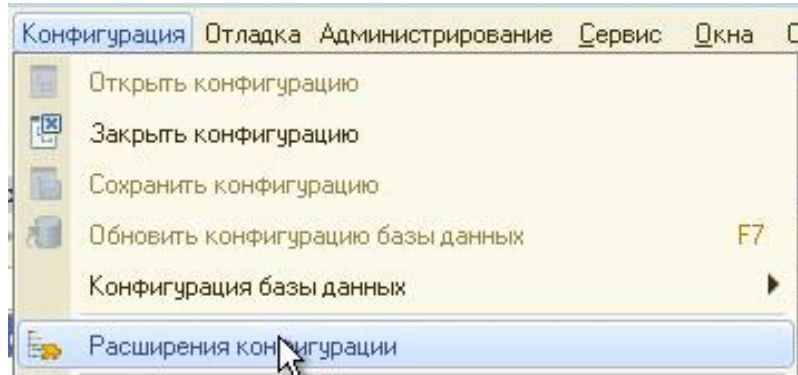 Конфигурация Отладка Администрирование Сервис Окна С
Открыть конфигурацию
Закрыть конфигурацию
Сохранить конфигурацию
Обновить конфигурацию базы данных F7
Конфигурация базы данных
Расширения конфигурации